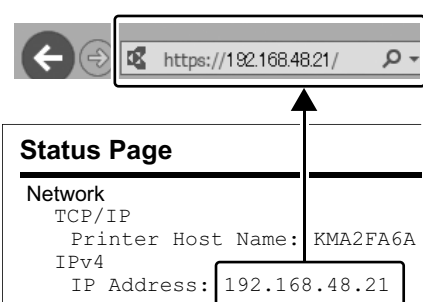 https://192.168.48.21/
Status Page
Network
TCP/IP
Printer Host Name: KMA2FA6A
IPv4
IP Address: 192.168.48.21